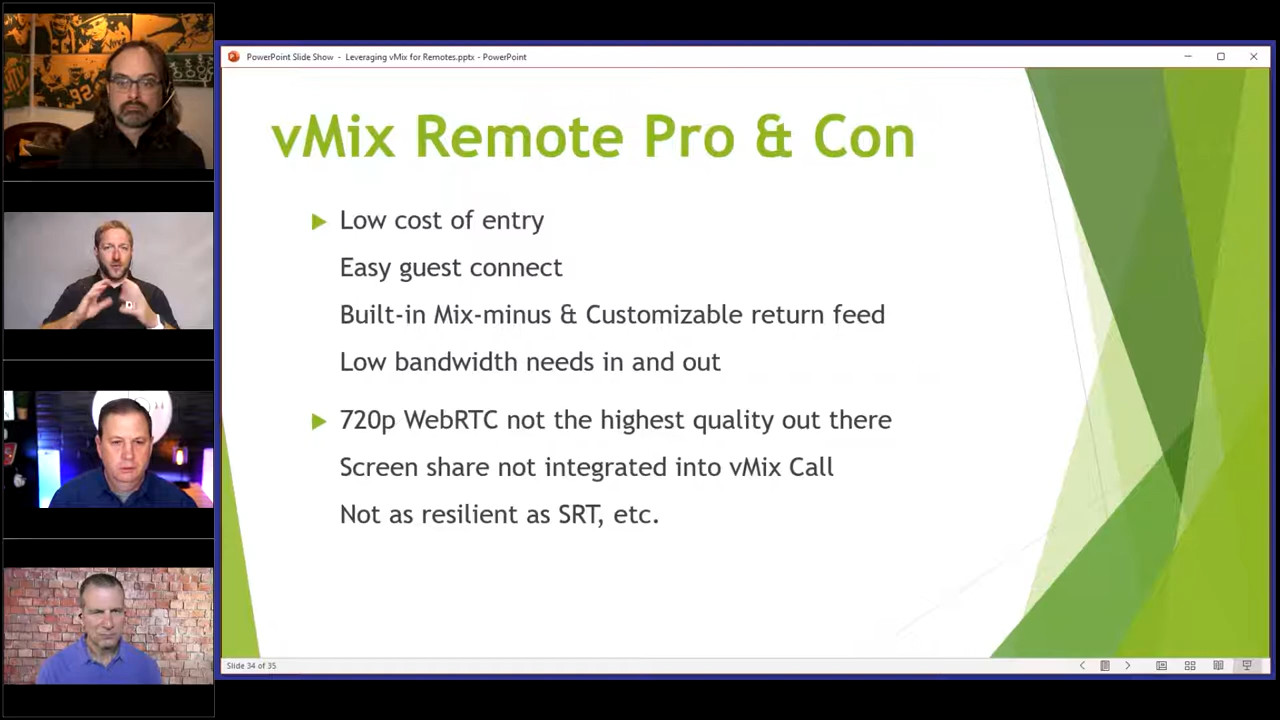 PowerPoint Slide Show - Leveraging vMix for Remotes.pptx - PowerPoint
vMix Remote Pro & Con
Low cost of entry
Easy guest connect
Built-in Mix-minus & Customizable return feed
Low bandwidth needs in and out
720p WebRTC not the highest quality out there
Screen share not integrated into vMix Call
Not as resilient as SRT, etc.
Slide 34 of 35